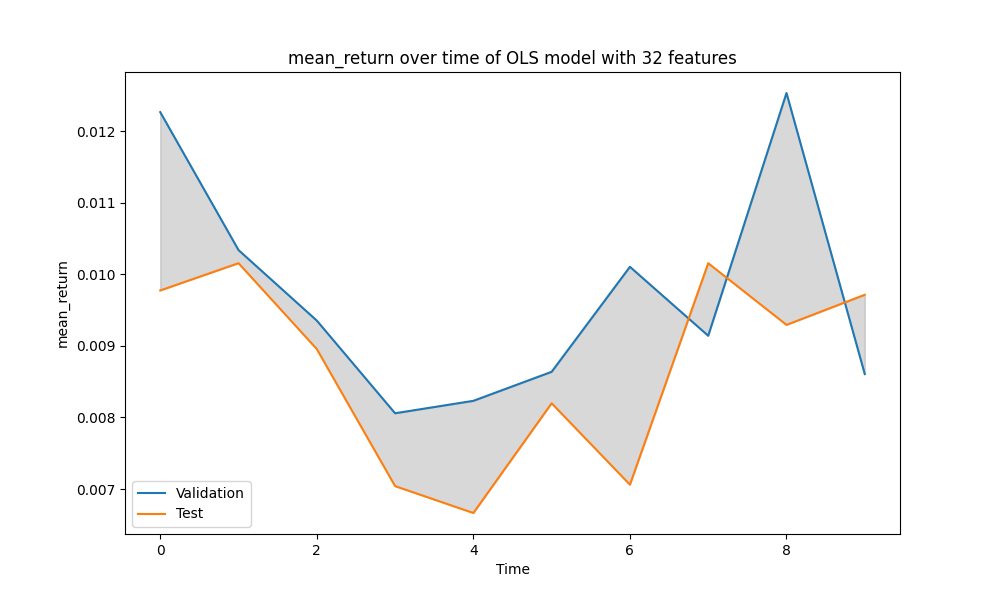 mean_return over time of OLS model with 32 features
mean_return
0.012
0.011
0.010
0.009
0.008
0.007
Validation
Test
0
2
4
6
8
Time